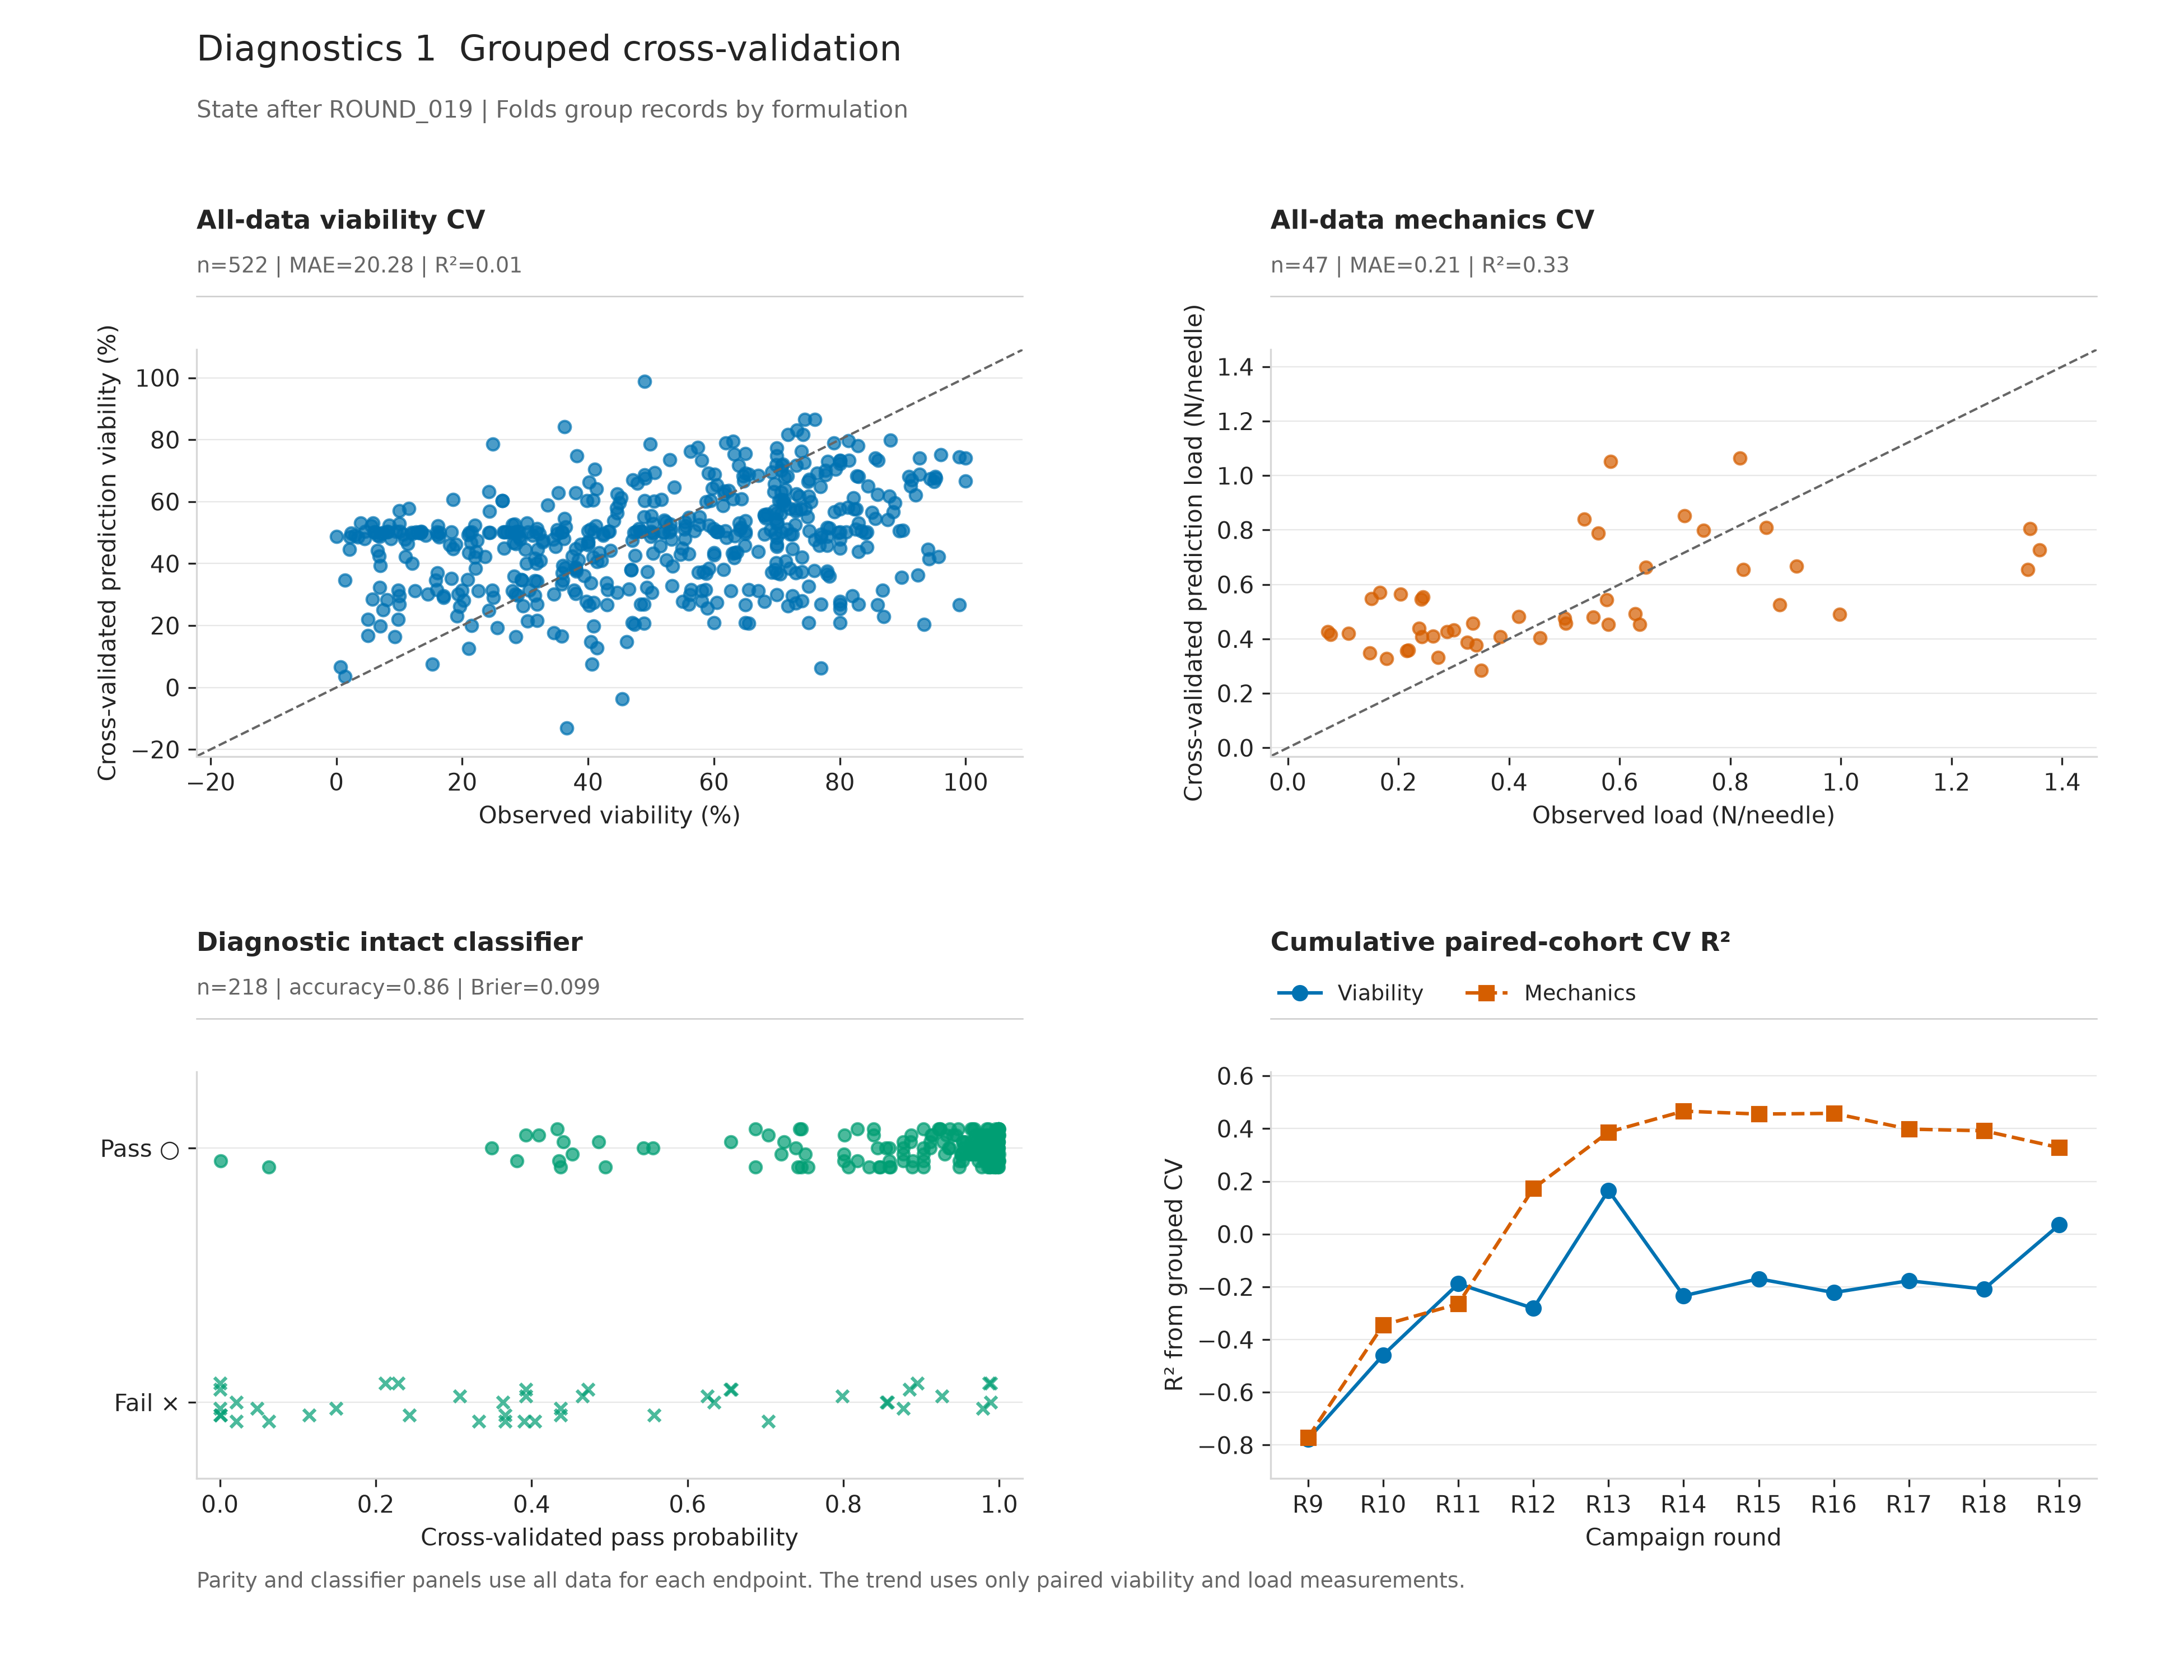 Diagnostics 1  Grouped cross-validation
State after ROUND_019 | Folds group records by formulation
All-data viability CV
n=522 | MAE=20.28 | R²=0.01
Cross-validated prediction viability (%)
100
80
60
40
20
0
−20
−20 0 20 40 60 80 100
Observed viability (%)
All-data mechanics CV
n=47 | MAE=0.21 | R²=0.33
Cross-validated prediction load (N/needle)
1.4
1.2
1.0
0.8
0.6
0.4
0.2
0.0
0.0 0.2 0.4 0.6 0.8 1.0 1.2 1.4
Observed load (N/needle)
Diagnostic intact classifier
n=218 | accuracy=0.86 | Brier=0.099
Pass ○
Fail ×
0.0 0.2 0.4 0.6 0.8 1.0
Cross-validated pass probability
Cumulative paired-cohort CV R²
Viability Mechanics
R² from grouped CV
0.6
0.4
0.2
0.0
−0.2
−0.4
−0.6
−0.8
R9 R10 R11 R12 R13 R14 R15 R16 R17 R18 R19
Campaign round
Parity and classifier panels use all data for each endpoint. The trend uses only paired viability and load measurements.